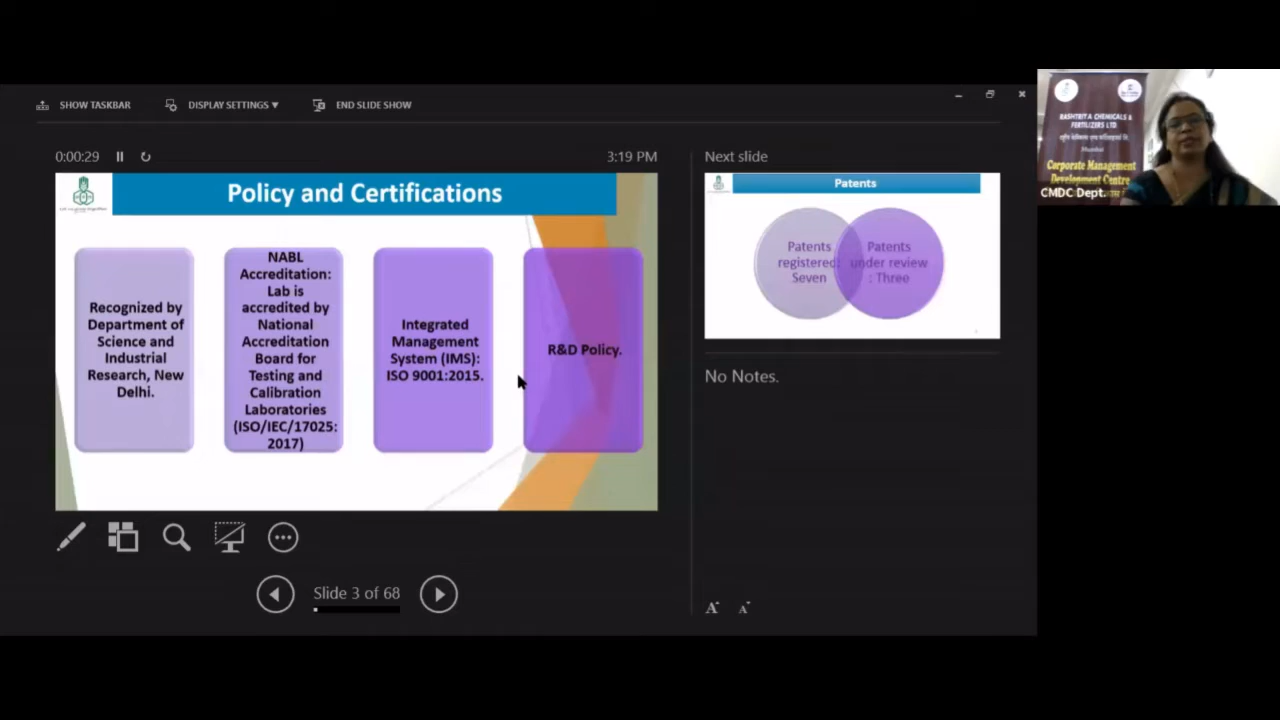 SHOW TASKBAR
DISPLAY SETTINGS ▼
END SLIDE SHOW
0:00:29
3:19 PM
Policy and Certifications
Recognized by
Department of
Science and
Industrial
Research, New
Delhi.
NABL
Accreditation:
Lab is
accredited by
National
Accreditation
Board for
Testing and
Calibration
Laboratories
(ISO/IEC/17025:
2017)
Integrated
Management
System (IMS):
ISO 9001:2015.
R&D Policy.
Slide 3 of 68
Next slide
Patents
Patents
registered:
Seven
Patents
under review
: Three
No Notes.
A
A
RASHTRIYA CHEMICALS &
FERTILIZERS LTD.
Mumbai
Corporate Management
Development Centre
CMDC Dept.